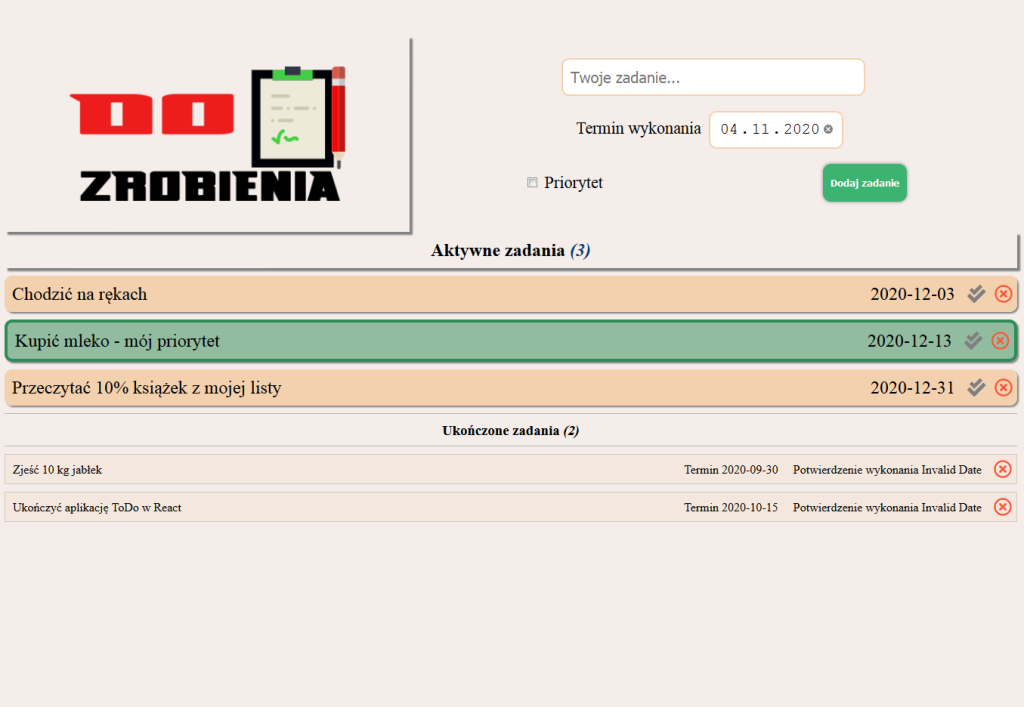 DO
ZROBIENIA
Twoje zadanie...
Termin wykonania 04.11.2020
Priorytet Dodaj zadanie
Aktywne zadania (3)
Chodzić na rękach 2020-12-03
Kupić mleko - mój priorytet 2020-12-13
Przeczytać 10% książek z mojej listy 2020-12-31
Ukończone zadania (2)
Zjeść 10 kg jabłek Termin 2020-09-30 Potwierdzenie wykonania Invalid Date
Ukończyć aplikację ToDo w React Termin 2020-10-15 Potwierdzenie wykonania Invalid Date